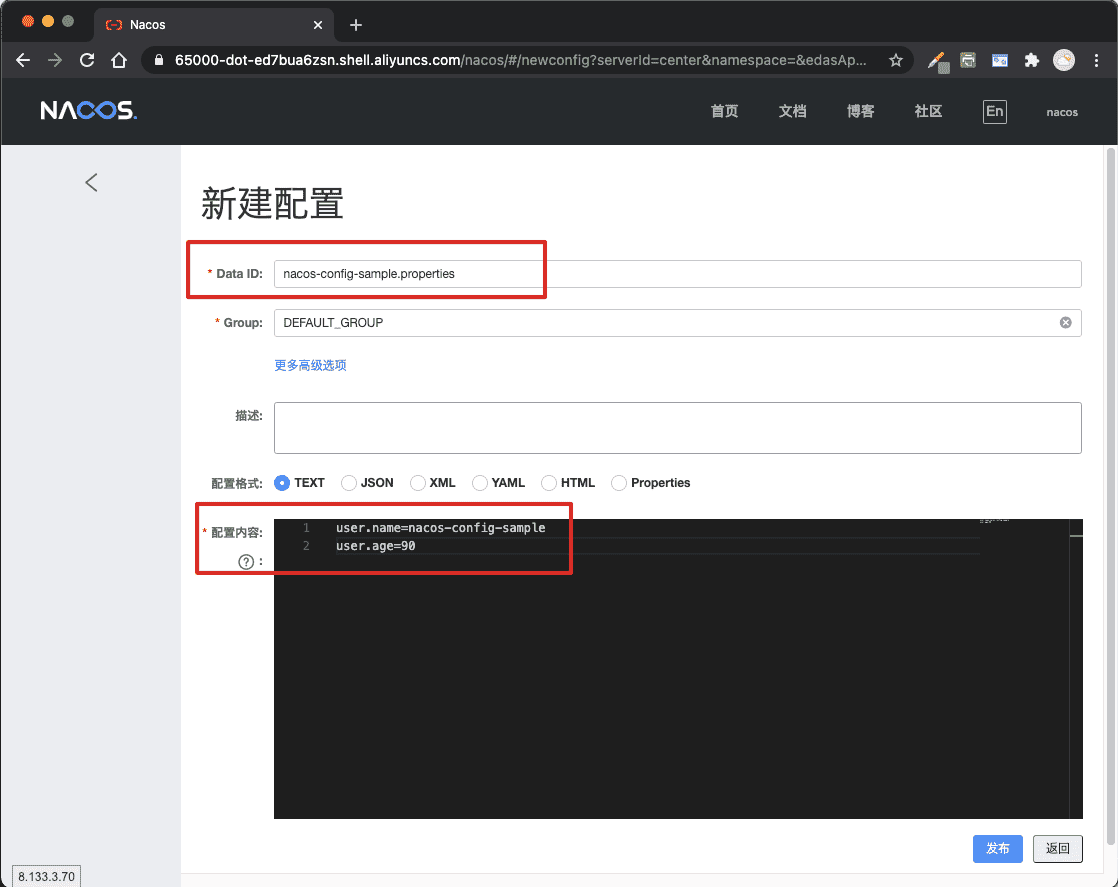 Nacos
65000-dot-ed7bua6zsn.shell.aliyuncs.com/nacos/#/newconfig?serverId=center&namespace=&edasAp...
NACOS. 首页 文档 博客 社区 En nacos
新建配置
* Data ID: nacos-config-sample.properties
* Group: DEFAULT_GROUP
更多高级选项
描述:
配置格式: TEXT JSON XML YAML HTML Properties
* 配置内容: 1 user.name=nacos-config-sample
2 user.age=90
? :
发布 返回
8.133.3.70